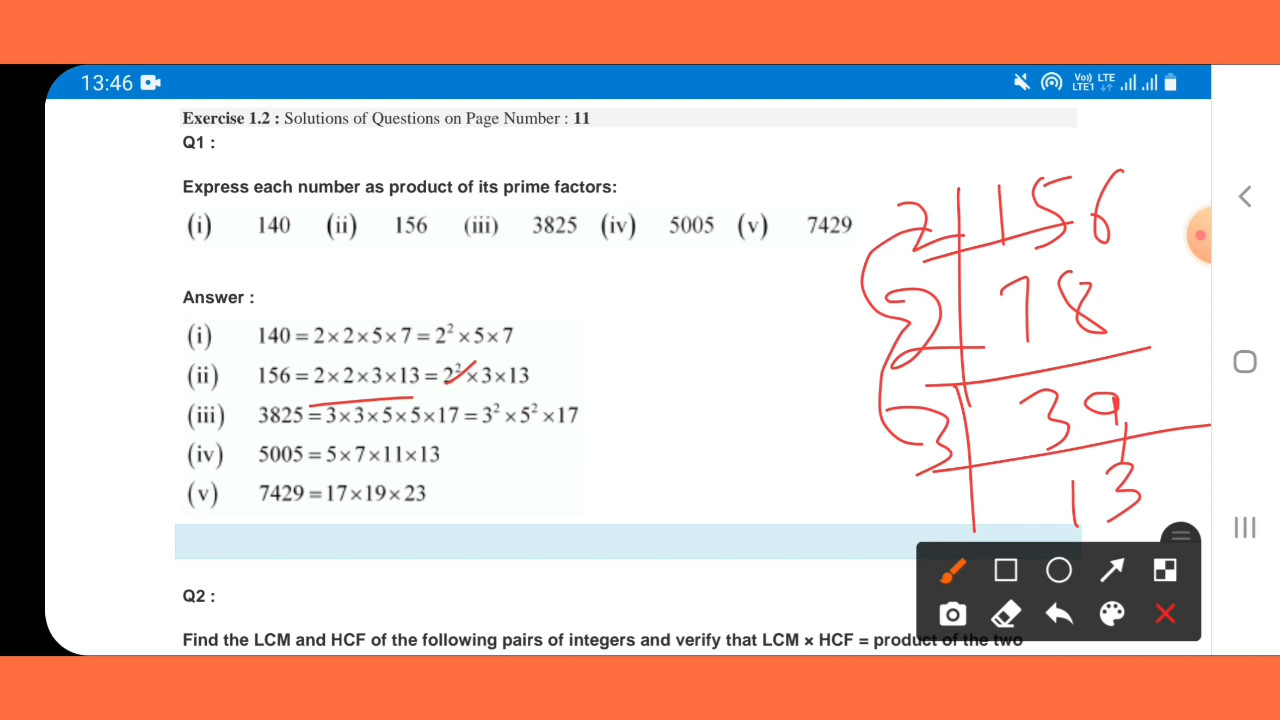 13:46
Vo)) LTE
LTE1
Exercise 1.2 : Solutions of Questions on Page Number : 11
Q1 :
Express each number as product of its prime factors:
(i) 140 (ii) 156 (iii) 3825 (iv) 5005 (v) 7429
Answer :
(i) 140 = 2×2×5×7 = 2²×5×7
(ii) 156 = 2×2×3×13 = 2²×3×13
(iii) 3825 = 3×3×5×5×17 = 3²×5²×17
(iv) 5005 = 5×7×11×13
(v) 7429 = 17×19×23
2 156
2 78
3 39
13
Q2 :
Find the LCM and HCF of the following pairs of integers and verify that LCM × HCF = product of the two